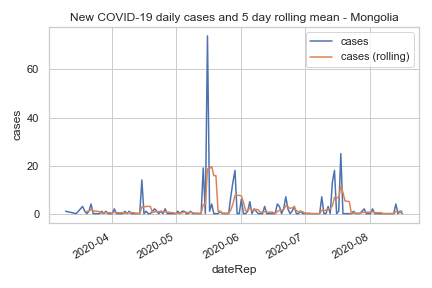 New COVID-19 daily cases and 5 day rolling mean - Mongolia
cases
cases (rolling)
60
40
20
0
cases
2020-04
2020-05
2020-06
2020-07
2020-08
dateRep